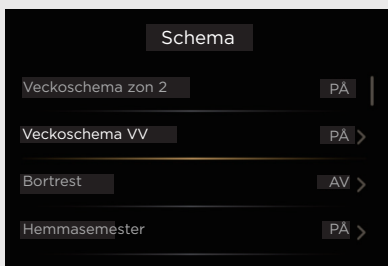 Schema
Veckoschema zon 2 PÅ
Veckoschema VV PÅ
Bortrest AV
Hemmasemester PÅ